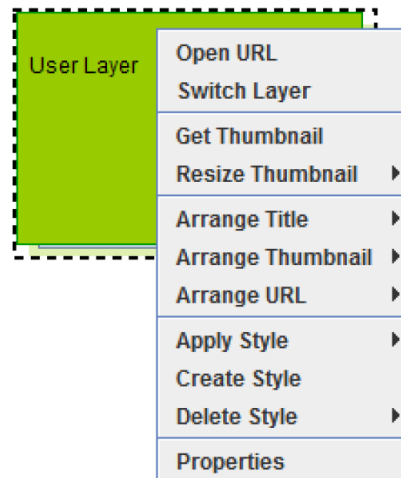 User Layer
Open URL
Switch Layer
Get Thumbnail
Resize Thumbnail
Arrange Title
Arrange Thumbnail
Arrange URL
Apply Style
Create Style
Delete Style
Properties